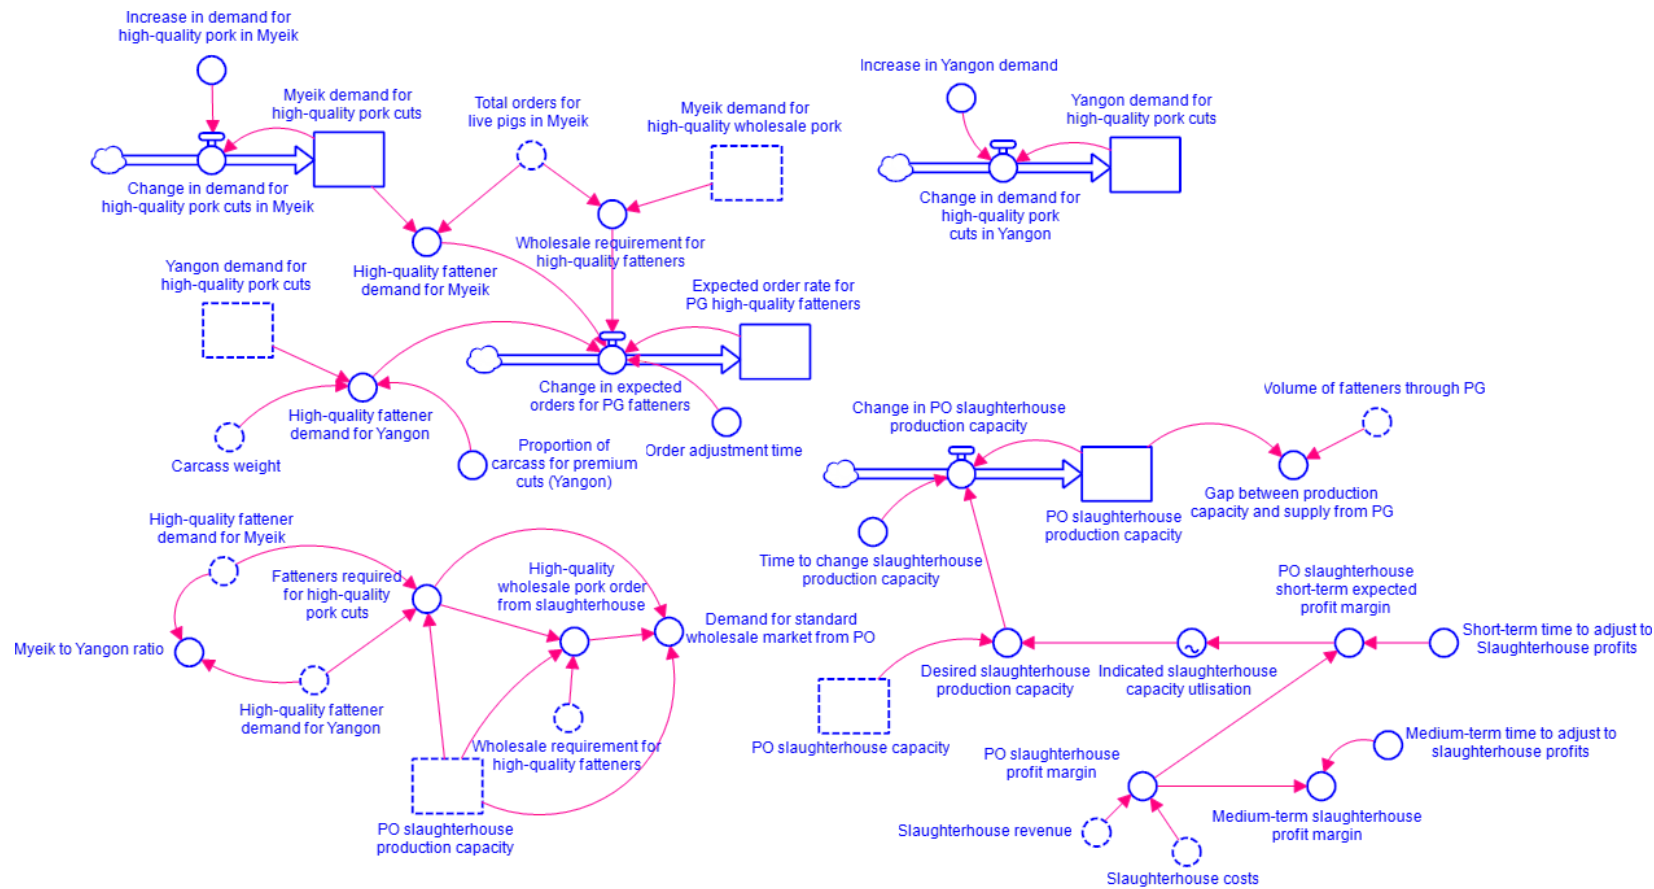 Increase in demand for
high-quality pork in Myeik
Myeik demand for
high-quality pork cuts
Change in demand for
high-quality pork cuts in Myeik
Total orders for
live pigs in Myeik
Myeik demand for
high-quality wholesale pork
Increase in Yangon demand
Yangon demand for
high-quality pork cuts
Change in demand for
high-quality pork
cuts in Yangon
Wholesale requirement for
high-quality fatteners
High-quality fattener
demand for Myeik
Yangon demand for
high-quality pork cuts
Expected order rate for
PG high-quality fatteners
Change in expected
orders for PG fatteners
High-quality fattener
demand for Yangon
Carcass weight
Proportion of
carcass for premium
cuts (Yangon)
Order adjustment time
Volume of fatteners through PG
Change in PO slaughterhouse
production capacity
Gap between production
capacity and supply from PG
PO slaughterhouse
production capacity
Time to change slaughterhouse
production capacity
High-quality fattener
demand for Myeik
Fatteners required
for high-quality
pork cuts
High-quality
wholesale pork order
from slaughterhouse
Demand for standard
wholesale market from PO
Myeik to Yangon ratio
High-quality fattener
demand for Yangon
Wholesale requirement for
high-quality fatteners
PO slaughterhouse
production capacity
PO slaughterhouse
short-term expected
profit margin
Short-term time to adjust to
Slaughterhouse profits
Desired slaughterhouse
production capacity
Indicated slaughterhouse
capacity utlisation
PO slaughterhouse capacity
PO slaughterhouse
profit margin
Medium-term time to adjust to
slaughterhouse profits
Medium-term slaughterhouse
profit margin
Slaughterhouse revenue
Slaughterhouse costs